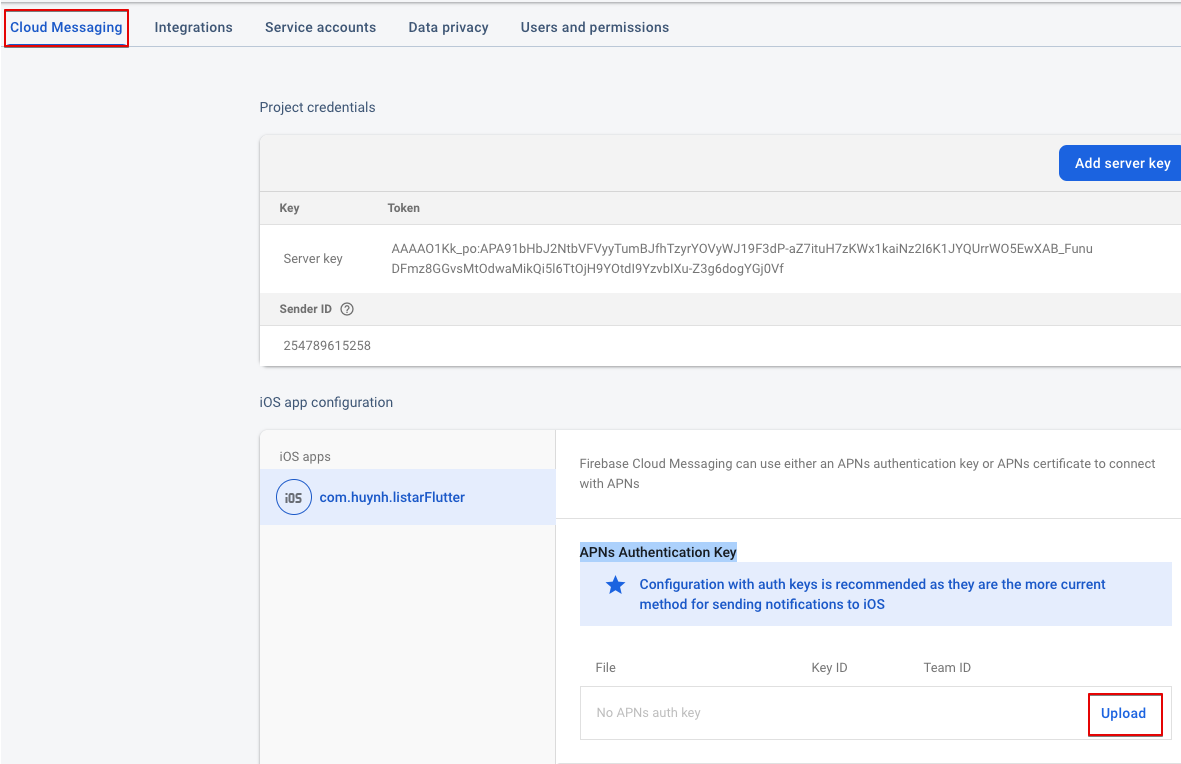 Cloud Messaging Integrations Service accounts Data privacy Users and permissions
Project credentials
Add server key
Key Token
Server key
AAAAO1Kk_po:APA91bHbJ2NtbVFVyyTumBJfhTzyrYOVyWJ19F3dP-aZ7ituH7zKWx1kaiNz2I6K1JYQUrrWO5EwXAB_Funu
DFmz8GGvsMtOdwaMikQi5I6TtOjH9YOtdI9YzvbIXu-Z3g6dogYGj0Vf
Sender ID
254789615258
iOS app configuration
iOS apps
iOS com.huynh.listarFlutter
Firebase Cloud Messaging can use either an APNs authentication key or APNs certificate to connect
with APNs
APNs Authentication Key
Configuration with auth keys is recommended as they are the more current
method for sending notifications to iOS
File Key ID Team ID
No APNs auth key Upload